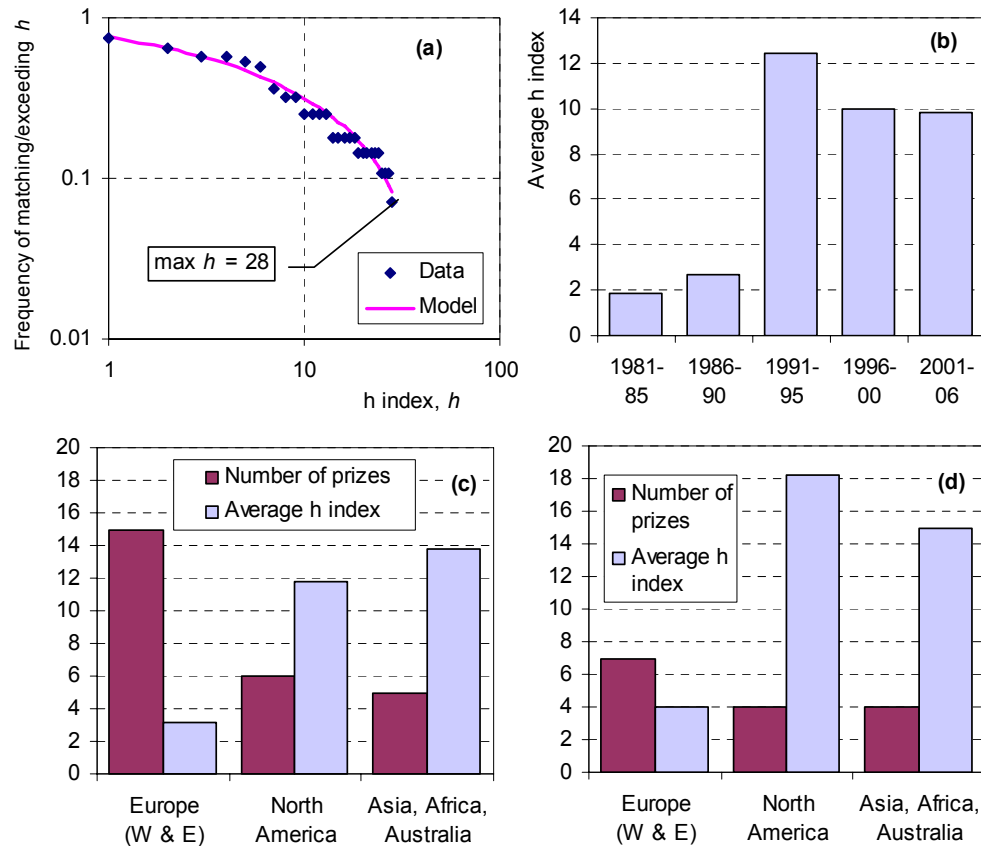 (a)
Frequency of matching/exceeding h
1
0.1
0.01
max h = 28
Data
Model
1
10
100
h index, h
(b)
Average h index
14
12
10
8
6
4
2
0
1981-
85
1986-
90
1991-
95
1996-
00
2001-
06
(c)
Number of prizes
Average h index
20
18
16
14
12
10
8
6
4
2
0
Europe
(W & E)
North
America
Asia, Africa,
Australia
(d)
Number of
prizes
Average h
index
20
18
16
14
12
10
8
6
4
2
0
Europe
(W & E)
North
America
Asia, Africa,
Australia